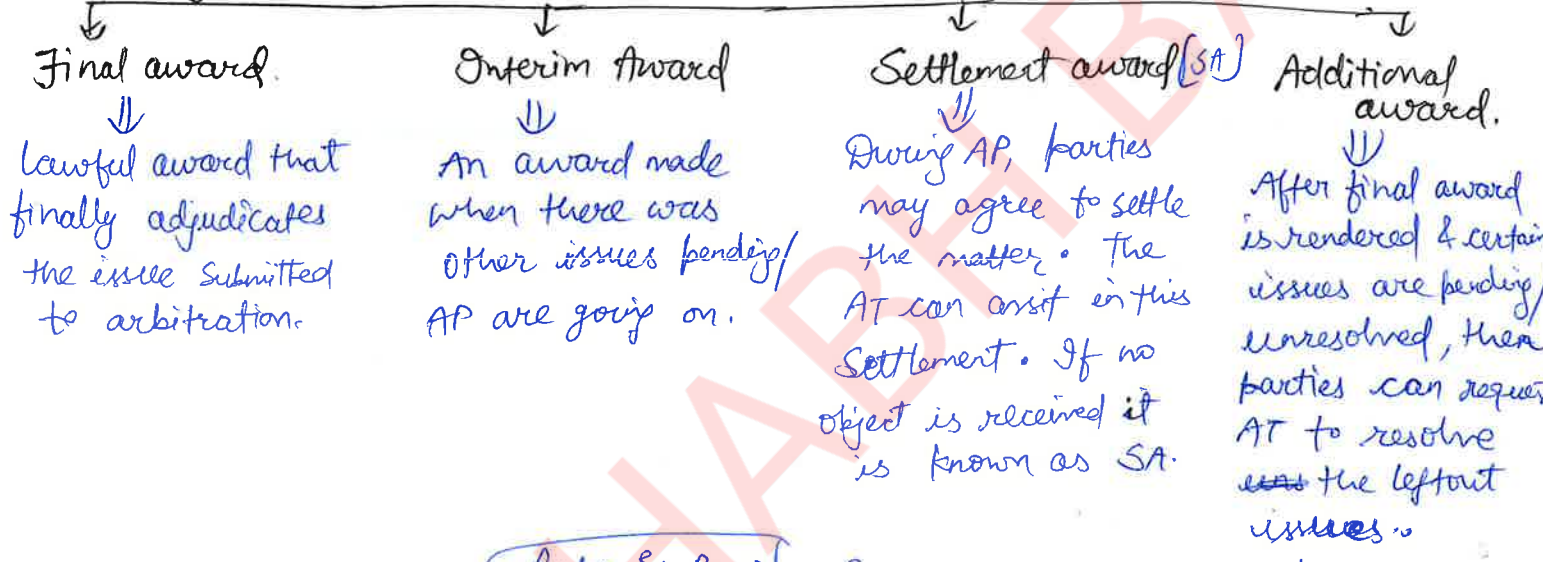 Final award.
Lawful award that
finally adjudicates
the issue submitted
to arbitration.
Interim Award
An award made
when there was
other issues pending/
AP are going on.
Settlement award [SA]
During AP, parties
may agree to settle
the matter. The
AT can assit in this
Settlement. If no
object is received it
is known as SA.
Additional
award.
After final award
is rendered & certain
issues are pending/
unresolved, then
parties can reques
AT to resolve
the leftout
issues..
HABH BA